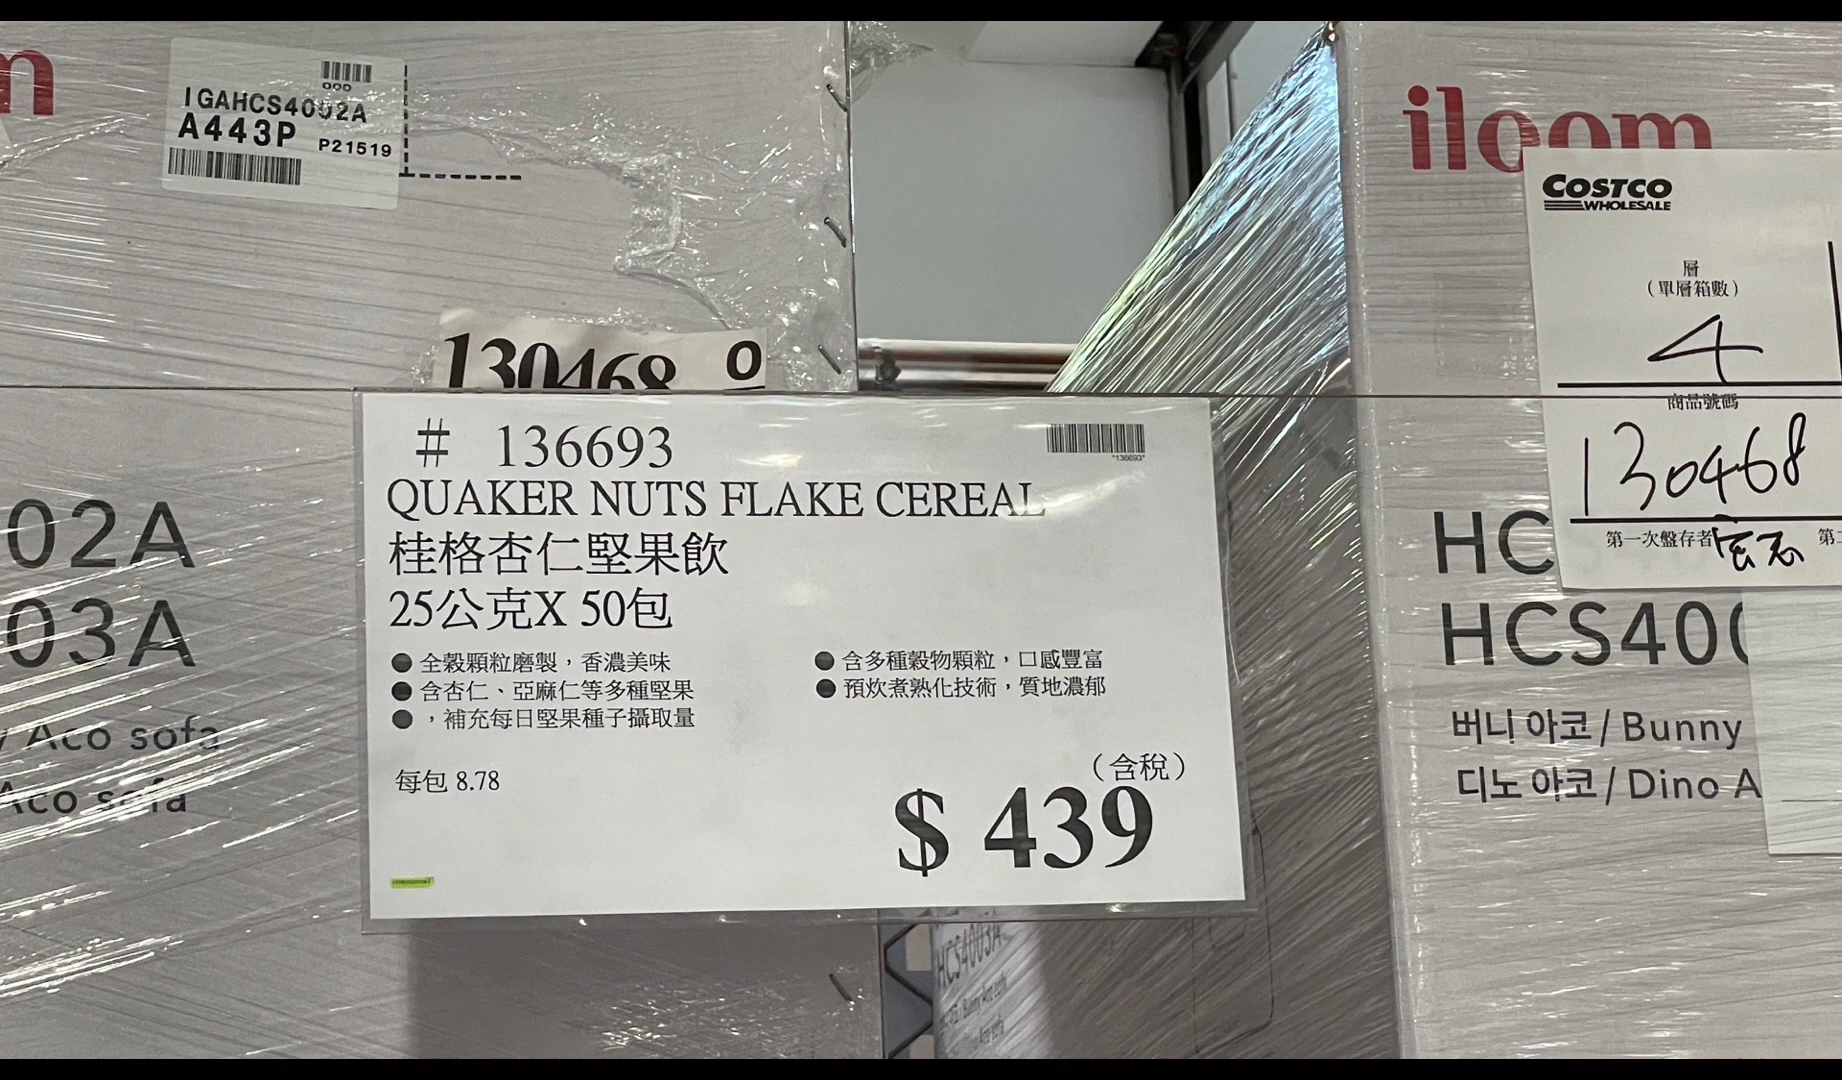 IGAHCS4002A
A443P P21519
iloom
COSTCO
WHOLESALE
層
（單層箱數）
4
商品號碼
130468
第一次盤存者
130468 0
# 136693
*136693*
QUAKER NUTS FLAKE CEREAL
桂格杏仁堅果飲
25公克X 50包
● 全穀顆粒磨製，香濃美味
● 含杏仁、亞麻仁等多種堅果
● ，補充每日堅果種子攝取量
● 含多種穀物顆粒，口感豐富
● 預炊煮熟化技術，質地濃郁
每包 8.78
（含稅）
$ 439
02A
03A
Aco sofa
Aco sofa
HC
HCS400
버니 아코 / Bunny
디노 아코 / Dino A
HCS4003A